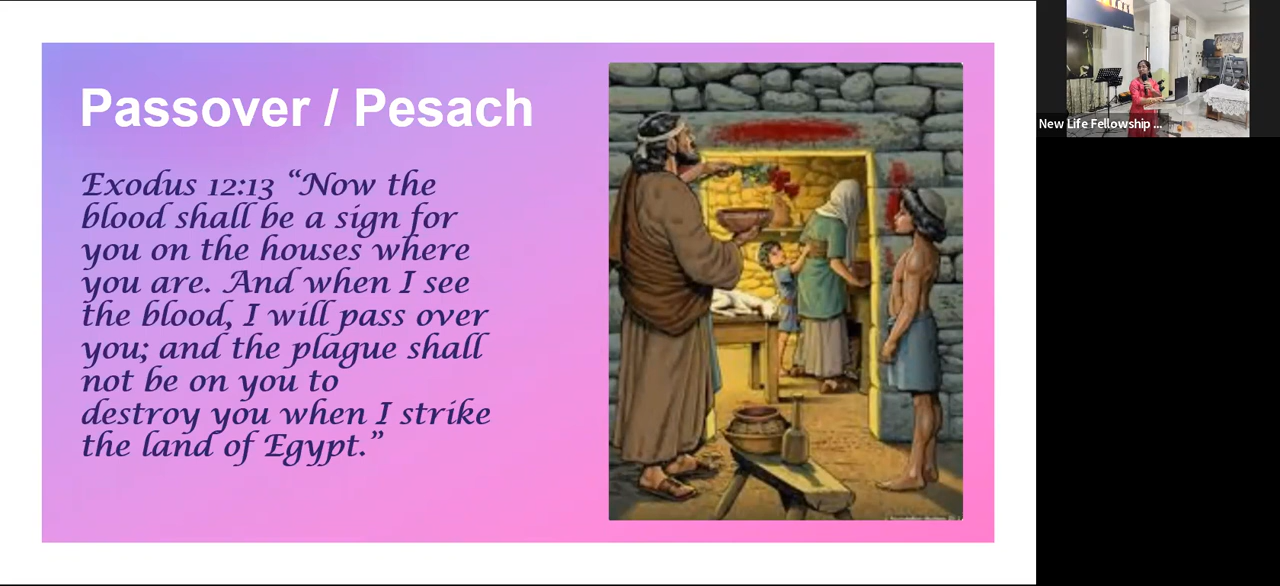 Passover / Pesach
Exodus 12:13 “Now the
blood shall be a sign for
you on the houses where
you are. And when I see
the blood, I will pass over
you; and the plague shall
not be on you to
destroy you when I strike
the land of Egypt.”
New Life Fellowship ...